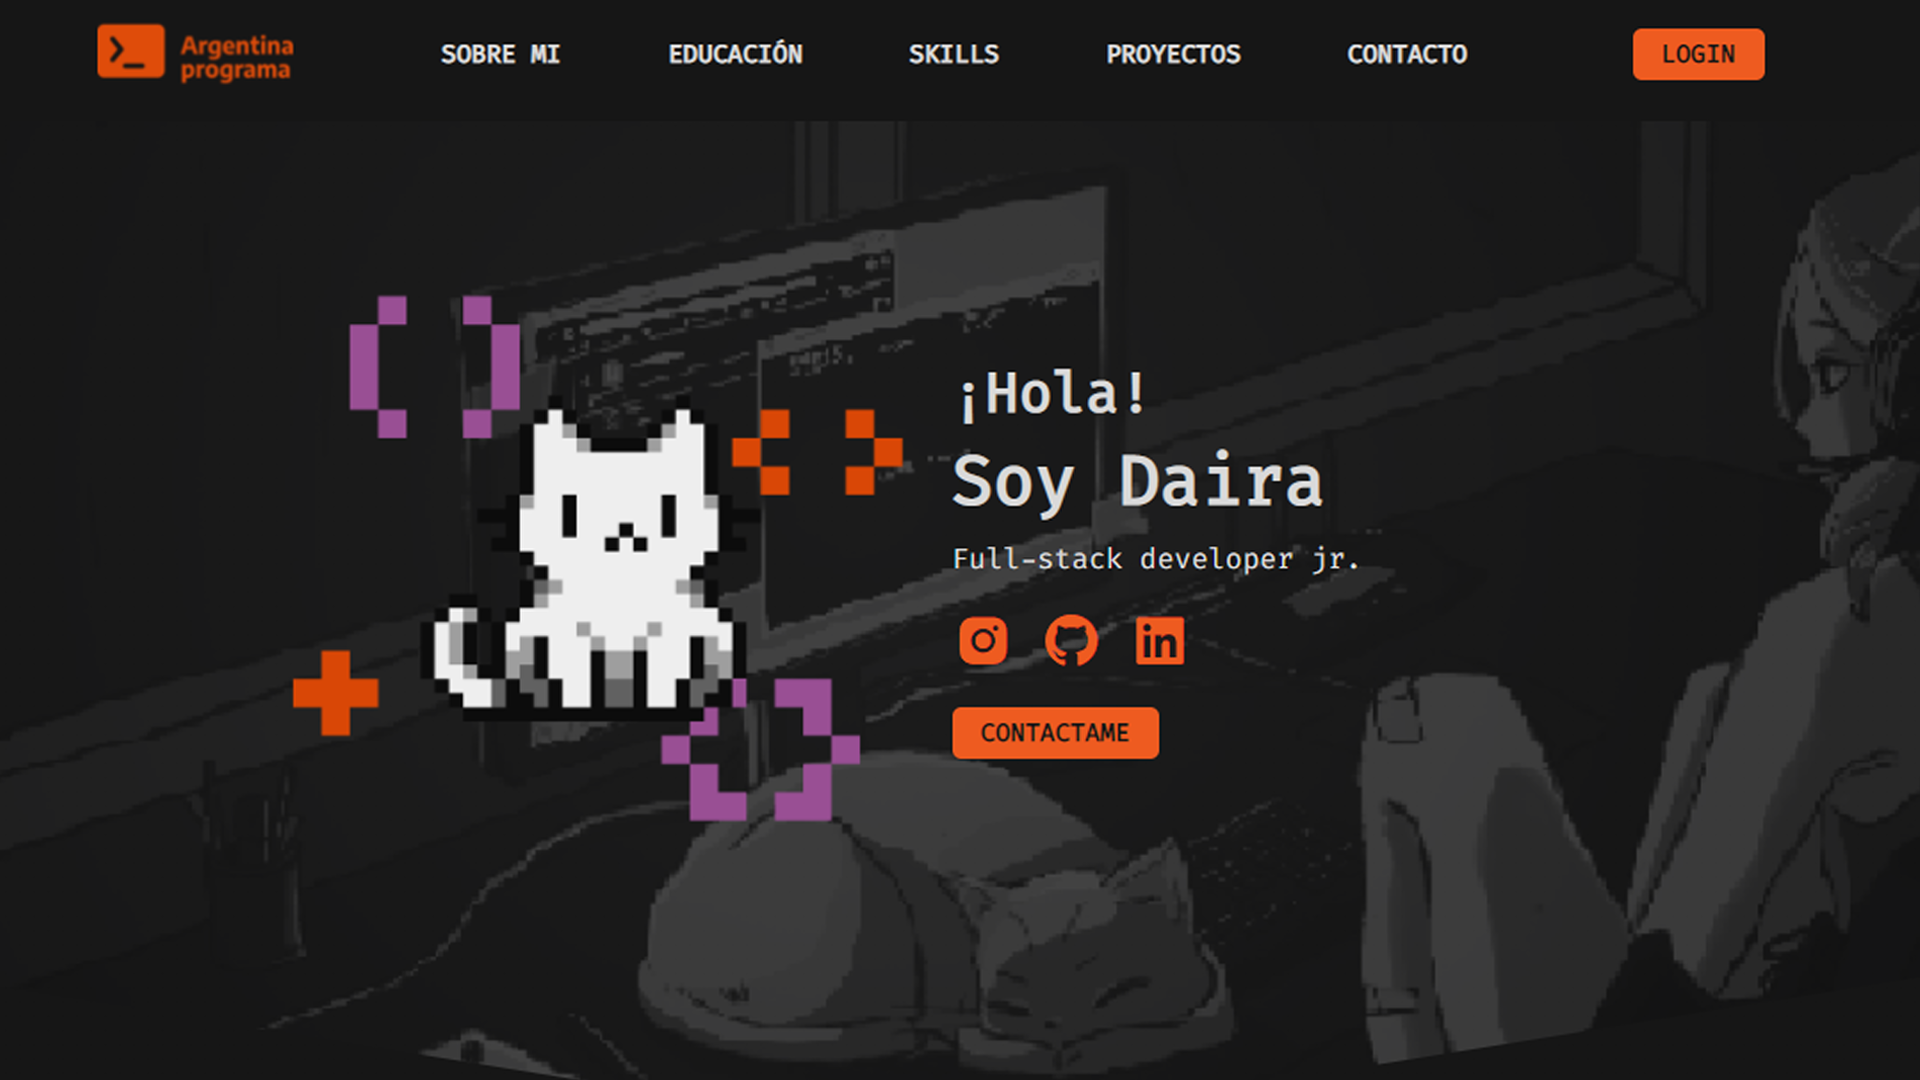 Argentina
programa
SOBRE MI
EDUCACIÓN
SKILLS
PROYECTOS
CONTACTO
LOGIN
¡Hola!
Soy Daira
Full-stack developer jr.
in
CONTACTAME